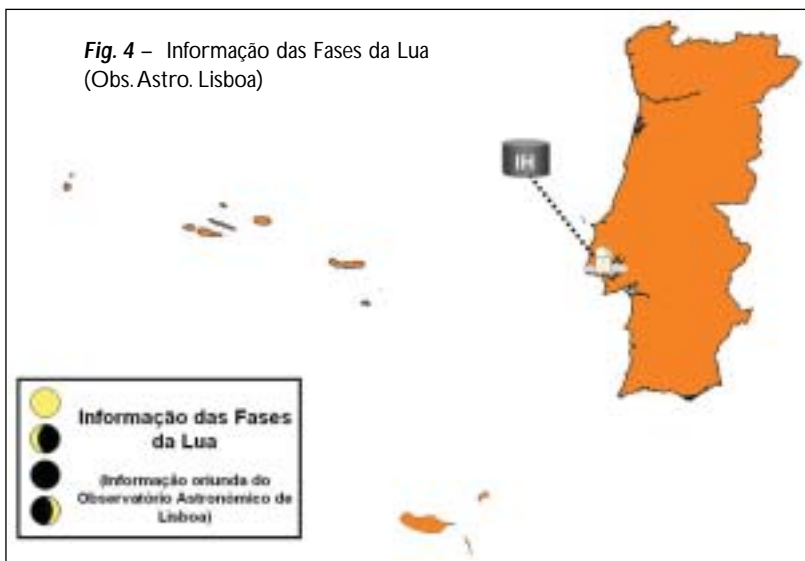 Fig. 4 – Informação das Fases da Lua
(Obs. Astro. Lisboa)
IH
Informação das Fases
da Lua
(Informação oriunda do
Observatório Astronómico de
Lisboa)